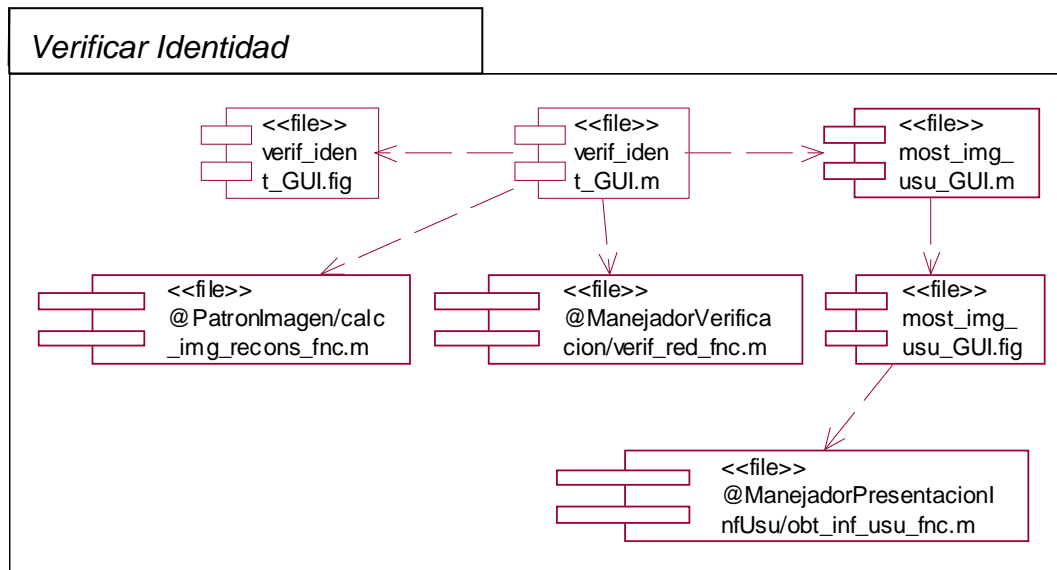 Verificar Identidad
<<file>>
verif_iden
t_GUI.fig
<<file>>
verif_iden
t_GUI.m
<<file>>
most_img_
usu_GUI.m
<<file>>
@PatronImagen/calc
_img_recons_fnc.m
<<file>>
@ManejadorVerifica
cion/verif_red_fnc.m
<<file>>
most_img_
usu_GUI.fig
<<file>>
@ManejadorPresentacionI
nfUsu/obt_inf_usu_fnc.m